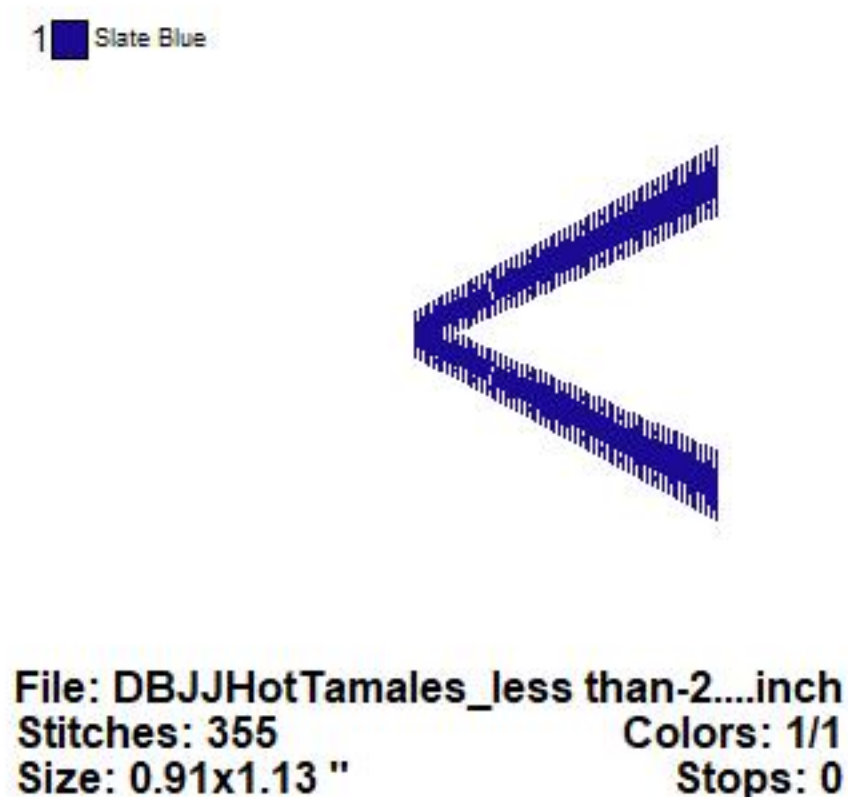 1 Slate Blue
File: DBJJHotTamales_less than-2....inch
Stitches: 355 Colors: 1/1
Size: 0.91x1.13 " Stops: 0